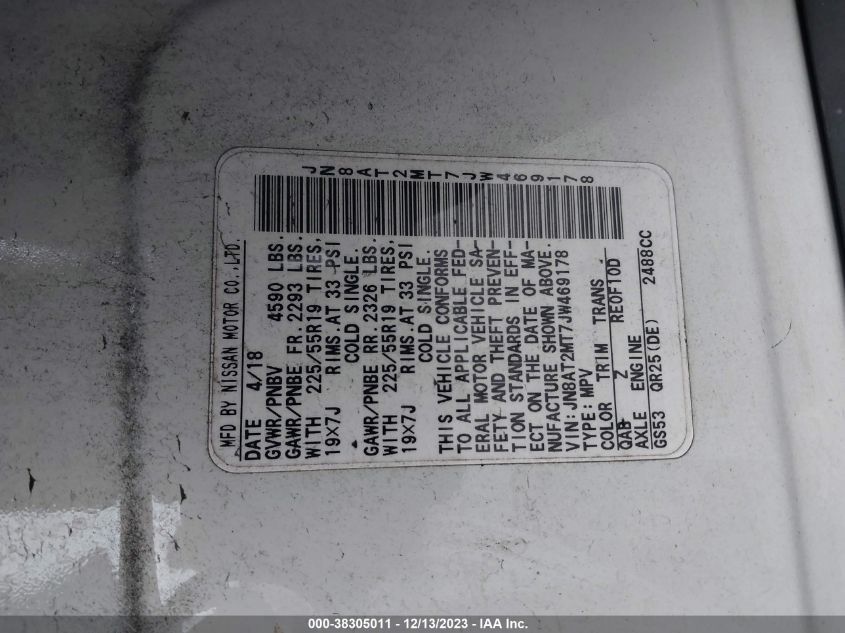 JN8AT2MT7JW469178
MFD BY NISSAN MOTOR CO.,LTD.
DATE 4/18
GVWR/PNBV 4590 LBS.
GAWR/PNBE FR. 2293 LBS.
WITH 225/55R19 TIRES,
19X7J RIMS.AT 33 PSI
COLD SINGLE.
GAWR/PNBE RR. 2326 LBS.
WITH 225/55R19 TIRES,
19X7J RIMS.AT 33 PSI
COLD SINGLE.
THIS VEHICLE CONFORMS
TO ALL APPLICABLE FED-
ERAL MOTOR VEHICLE SA-
FETY AND THEFT PREVEN-
TION STANDARDS IN EFF-
ECT ON THE DATE OF MA-
NUFACTURE SHOWN ABOVE.
VIN:JN8AT2MT7JW469178
TYPE:MPV
COLOR TRIM TRANS
QAB Z RE0F10D
AXLE ENGINE
GS53 QR25(DE) 2488CC
000-38305011 - 12/13/2023 - IAA Inc.